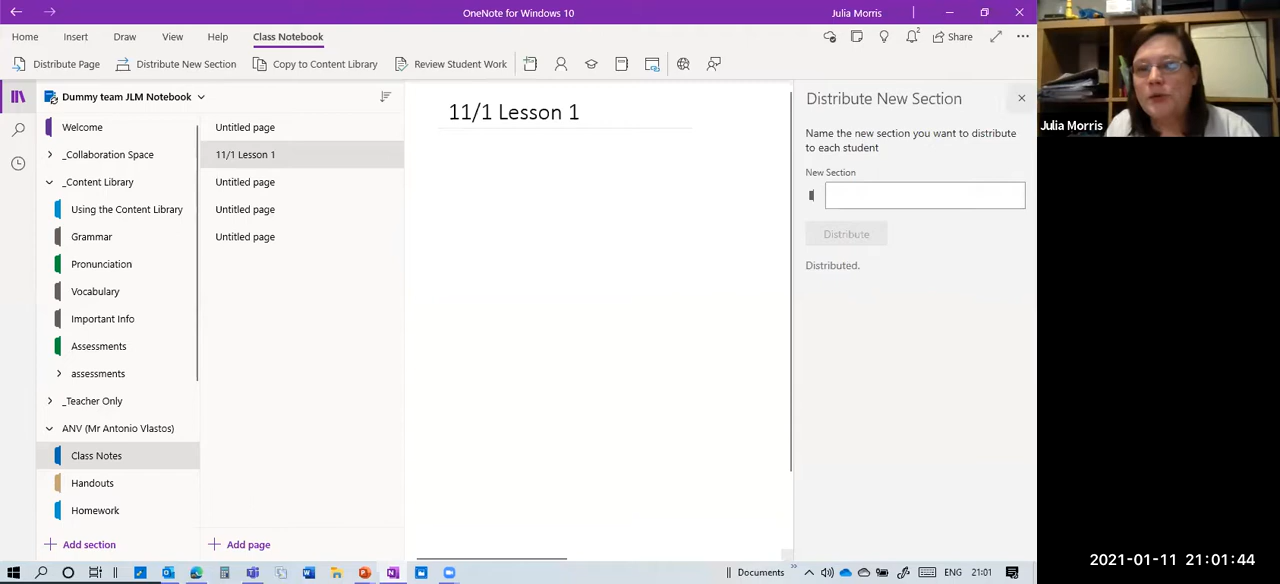 OneNote for Windows 10
Julia Morris
Home Insert Draw View Help Class Notebook
Share
Distribute Page Distribute New Section Copy to Content Library Review Student Work
Dummy team JLM Notebook
Welcome
_Collaboration Space
_Content Library
Using the Content Library
Grammar
Pronunciation
Vocabulary
Important Info
Assessments
assessments
_Teacher Only
ANV (Mr Antonio Vlastos)
Class Notes
Handouts
Homework
Add section
Untitled page
11/1 Lesson 1
Untitled page
Untitled page
Untitled page
Add page
11/1 Lesson 1
Distribute New Section
Name the new section you want to distribute
to each student
New Section
Distribute
Distributed.
Julia Morris
Documents
ENG
21:01
2021-01-11 21:01:44